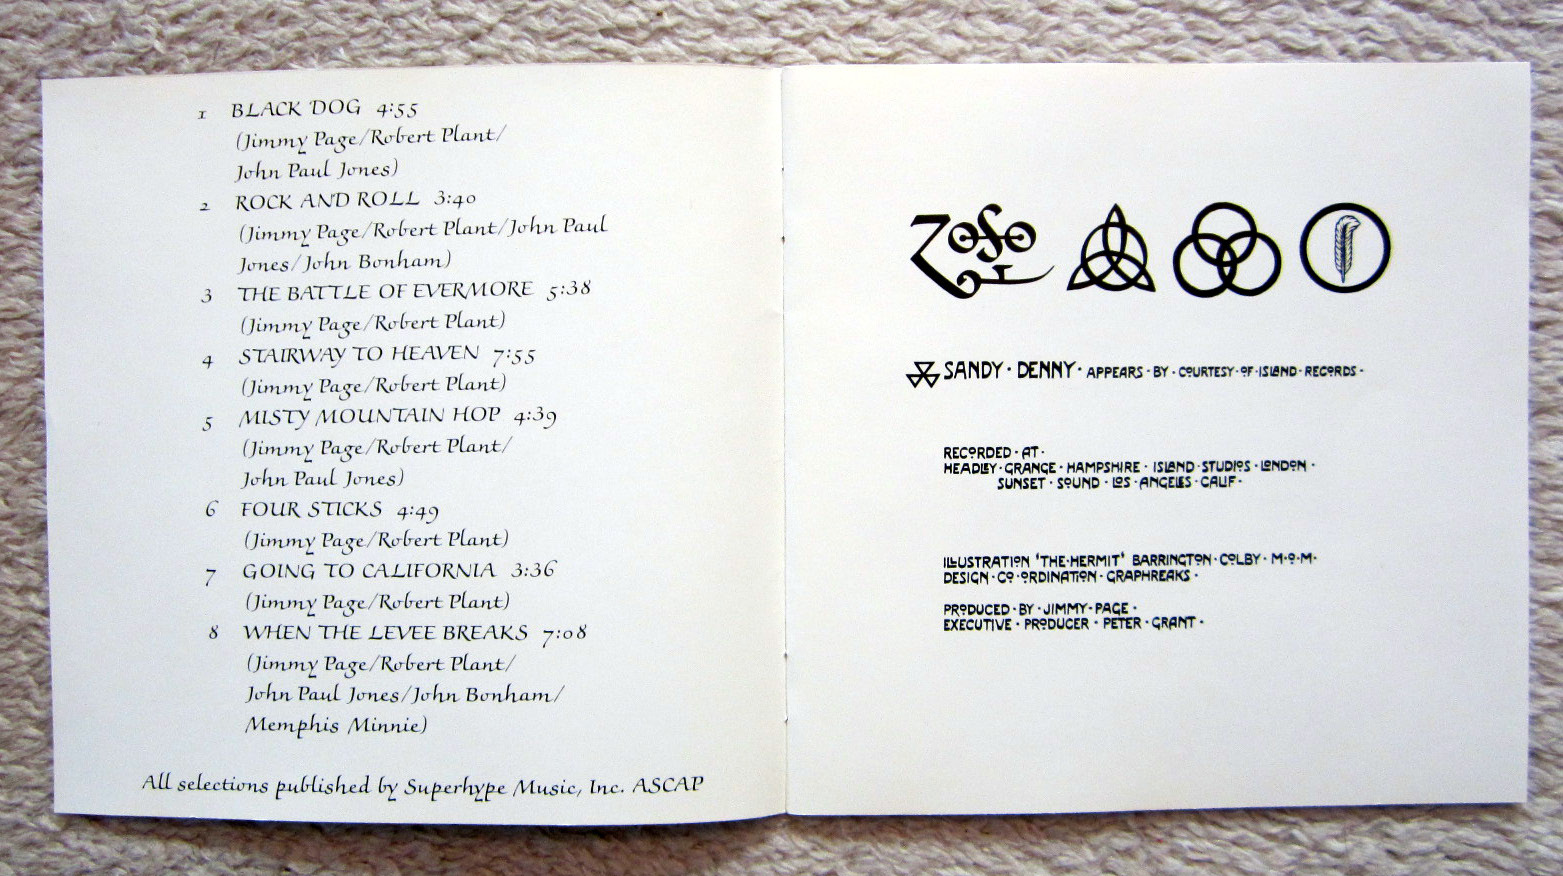 1 BLACK DOG 4:55
(Jimmy Page/Robert Plant/
John Paul Jones)
2 ROCK AND ROLL 3:40
(Jimmy Page/Robert Plant/John Paul
Jones/John Bonham)
3 THE BATTLE OF EVERMORE 5:38
(Jimmy Page/Robert Plant)
4 STAIRWAY TO HEAVEN 7:55
(Jimmy Page/Robert Plant)
5 MISTY MOUNTAIN HOP 4:39
(Jimmy Page/Robert Plant/
John Paul Jones)
6 FOUR STICKS 4:49
(Jimmy Page/Robert Plant)
7 GOING TO CALIFORNIA 3:36
(Jimmy Page/Robert Plant)
8 WHEN THE LEVEE BREAKS 7:08
(Jimmy Page/Robert Plant/
John Paul Jones/John Bonham/
Memphis Minnie)
All selections published by Superhype Music, Inc. ASCAP
ZOSO
SANDY · DENNY · APPEARS · BY · COURTESY · OF · ISLAND · RECORDS ·
RECORDED · AT ·
HEADLEY · GRANGE · HAMPSHIRE · ISLAND · STUDIOS · LONDON ·
SUNSET · SOUND · LOS · ANGELES · CALIF ·
ILLUSTRATION 'THE · HERMIT' BARRINGTON · COLBY · M · O · M ·
DESIGN · CO · ORDINATION · GRAPHREAKS ·
PRODUCED · BY · JIMMY · PAGE ·
EXECUTIVE · PRODUCER · PETER · GRANT ·